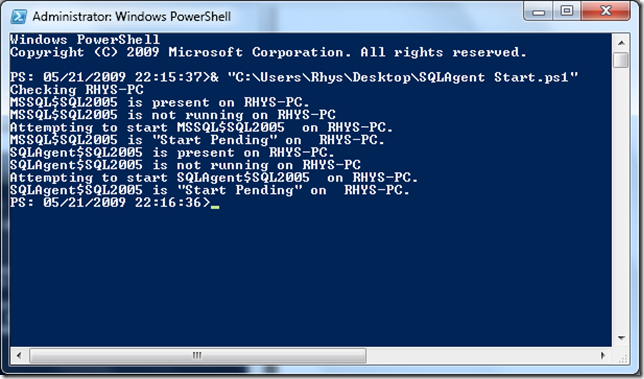 Administrator: Windows PowerShell
Windows PowerShell
Copyright (C) 2009 Microsoft Corporation. All rights reserved.
PS: 05/21/2009 22:15:37>& "C:\Users\Rhys\Desktop\SQLAgent Start.ps1"
Checking RHYS-PC
MSSQL$SQL2005 is present on RHYS-PC.
MSSQL$SQL2005 is not running on RHYS-PC
Attempting to start MSSQL$SQL2005  on RHYS-PC.
MSSQL$SQL2005 is "Start Pending" on  RHYS-PC.
SQLAgent$SQL2005 is present on RHYS-PC.
SQLAgent$SQL2005 is not running on RHYS-PC
Attempting to start SQLAgent$SQL2005  on RHYS-PC.
SQLAgent$SQL2005 is "Start Pending" on  RHYS-PC.
PS: 05/21/2009 22:16:36>